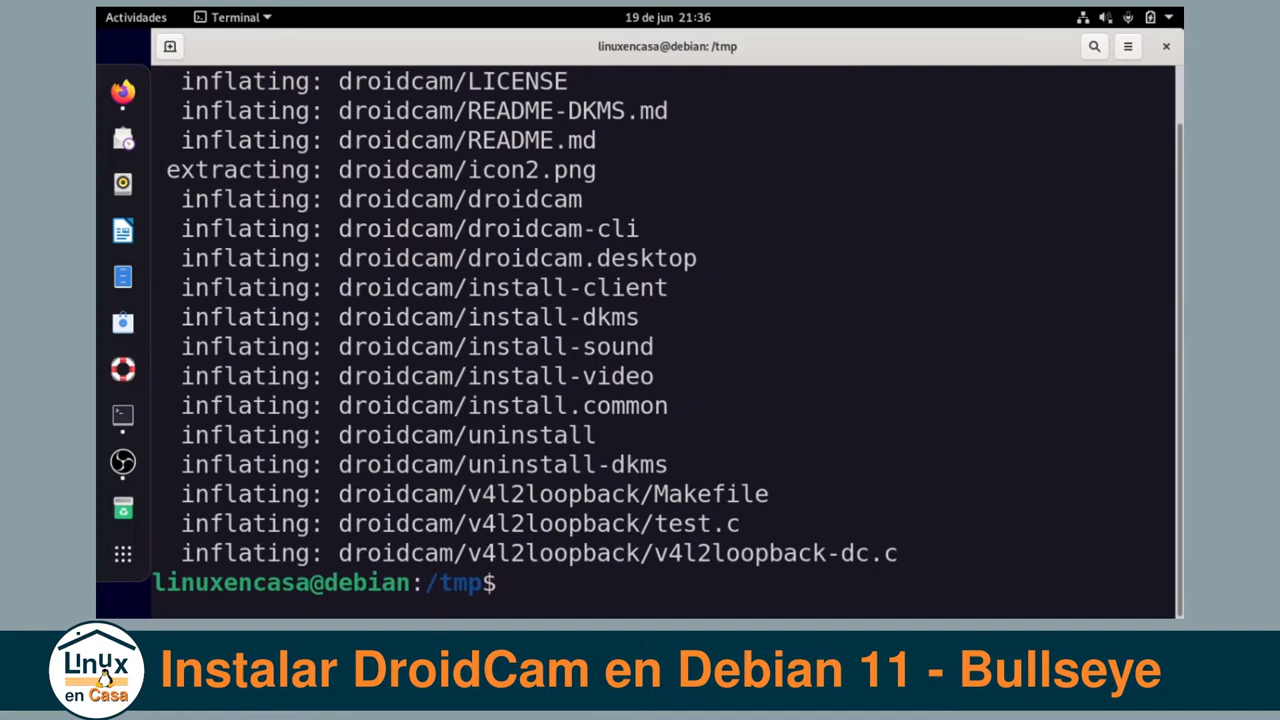 Actividades Terminal 19 de jun 21:36
linuxencasa@debian: /tmp
inflating: droidcam/LICENSE
inflating: droidcam/README-DKMS.md
inflating: droidcam/README.md
extracting: droidcam/icon2.png
inflating: droidcam/droidcam
inflating: droidcam/droidcam-cli
inflating: droidcam/droidcam.desktop
inflating: droidcam/install-client
inflating: droidcam/install-dkms
inflating: droidcam/install-sound
inflating: droidcam/install-video
inflating: droidcam/install.common
inflating: droidcam/uninstall
inflating: droidcam/uninstall-dkms
inflating: droidcam/v4l2loopback/Makefile
inflating: droidcam/v4l2loopback/test.c
inflating: droidcam/v4l2loopback/v4l2loopback-dc.c
linuxencasa@debian:/tmp$
Linux
en Casa
Instalar DroidCam en Debian 11 - Bullseye